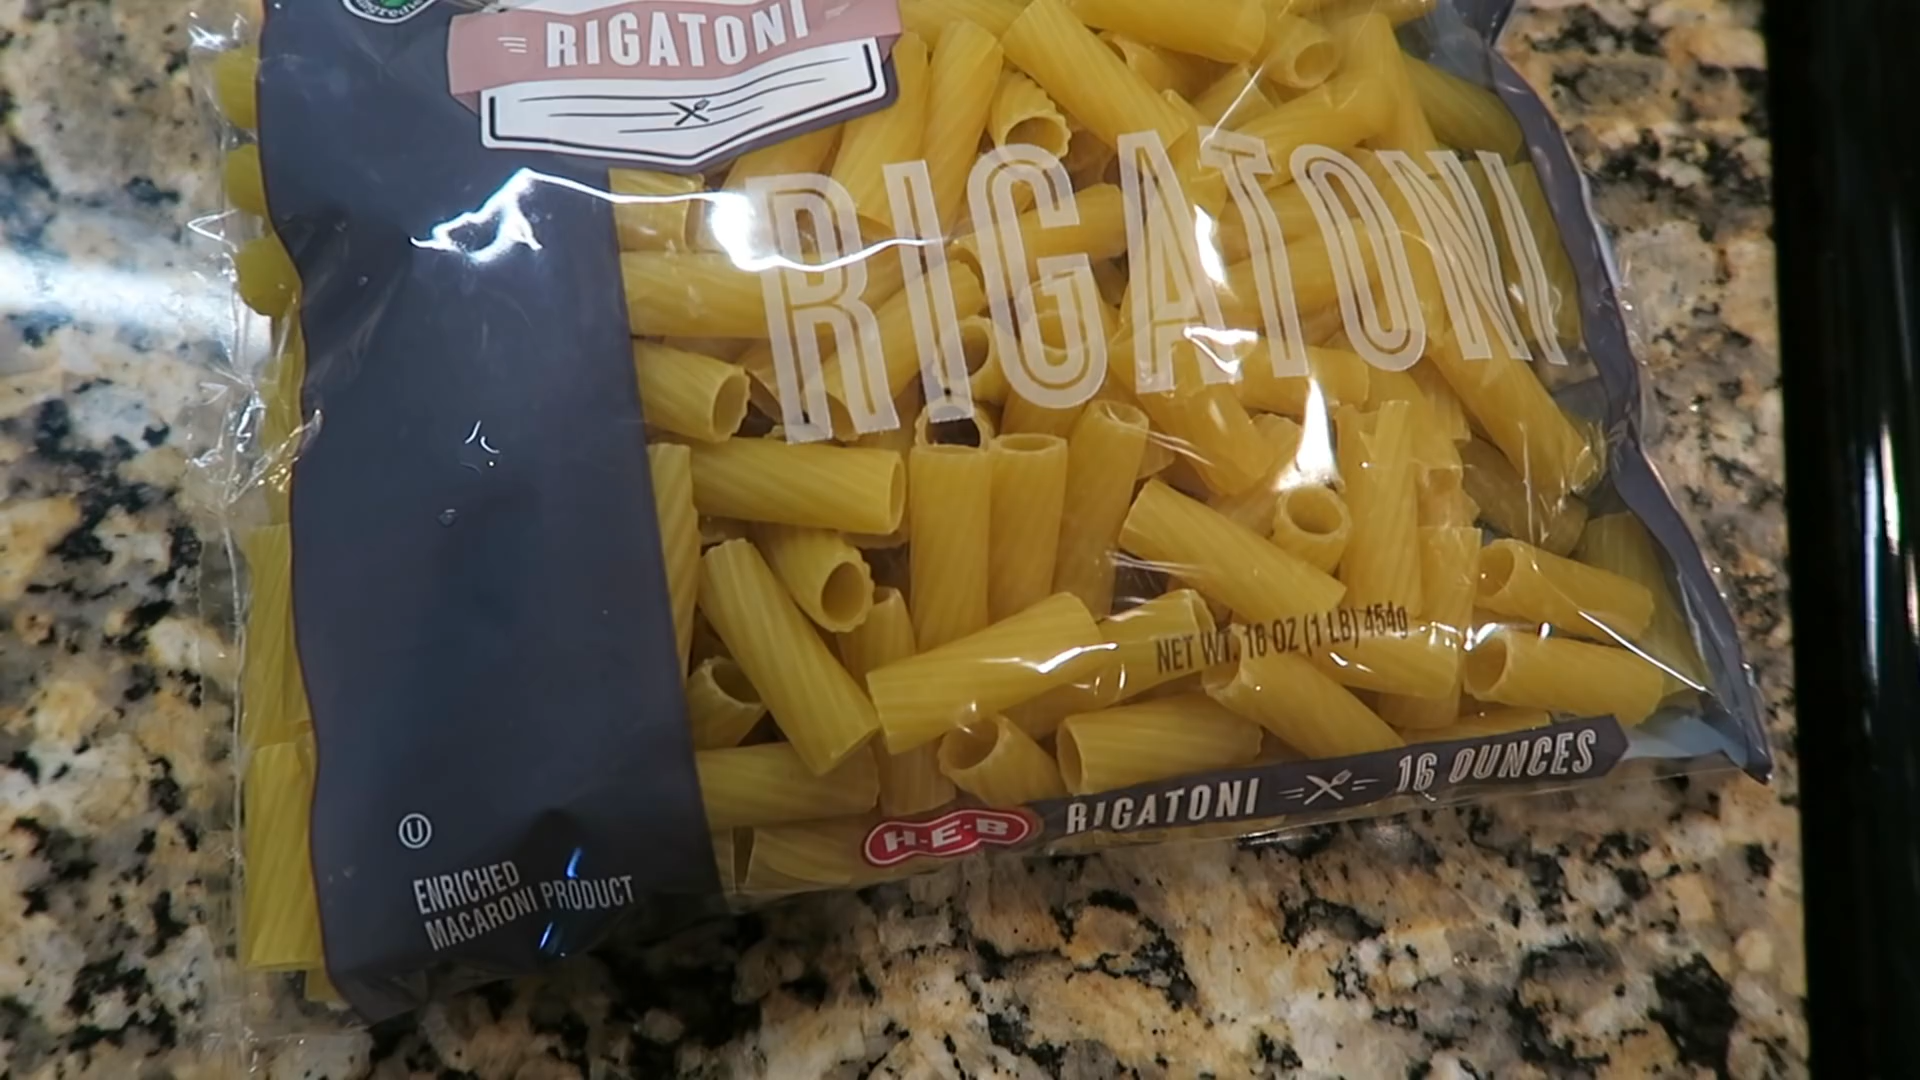 RIGATONI
RIGATONI
NET WT. 16 OZ (1 LB) 454g
H-E-B RIGATONI 16 OUNCES
U
ENRICHED
MACARONI PRODUCT